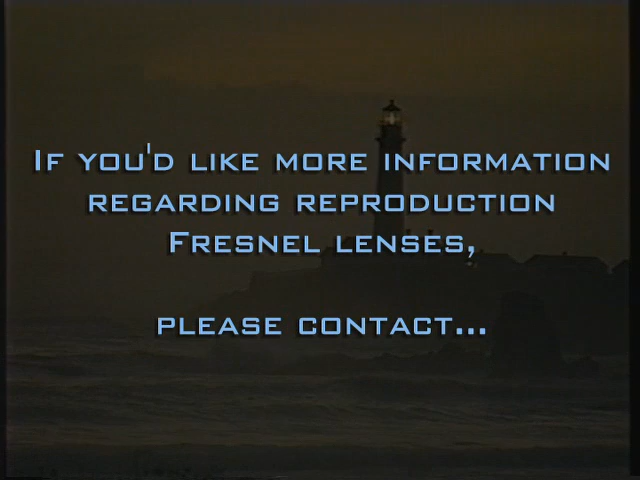 If you'd like more information
regarding reproduction
Fresnel lenses,
please contact...